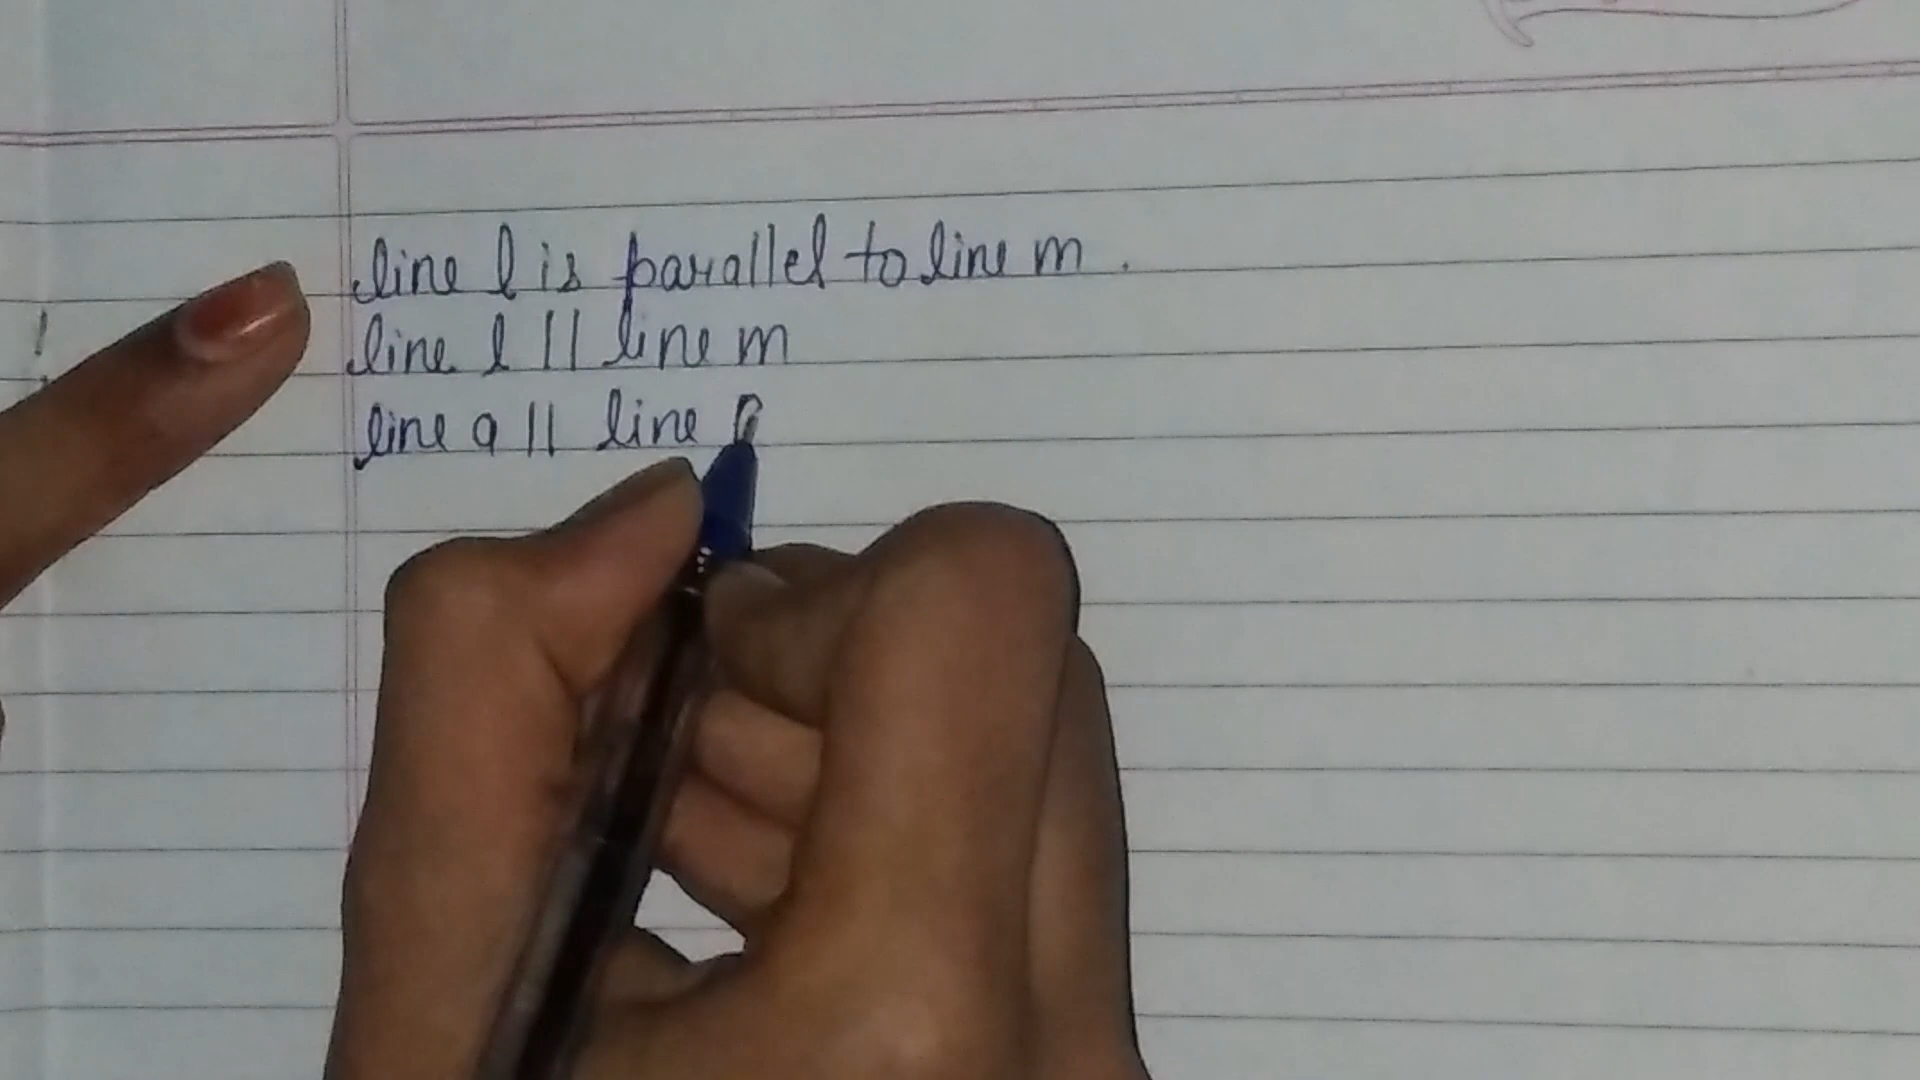 line l is parallel to line m.
line l || line m
line a || line